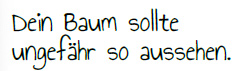 Dein Baum sollte
ungefähr so aussehen.